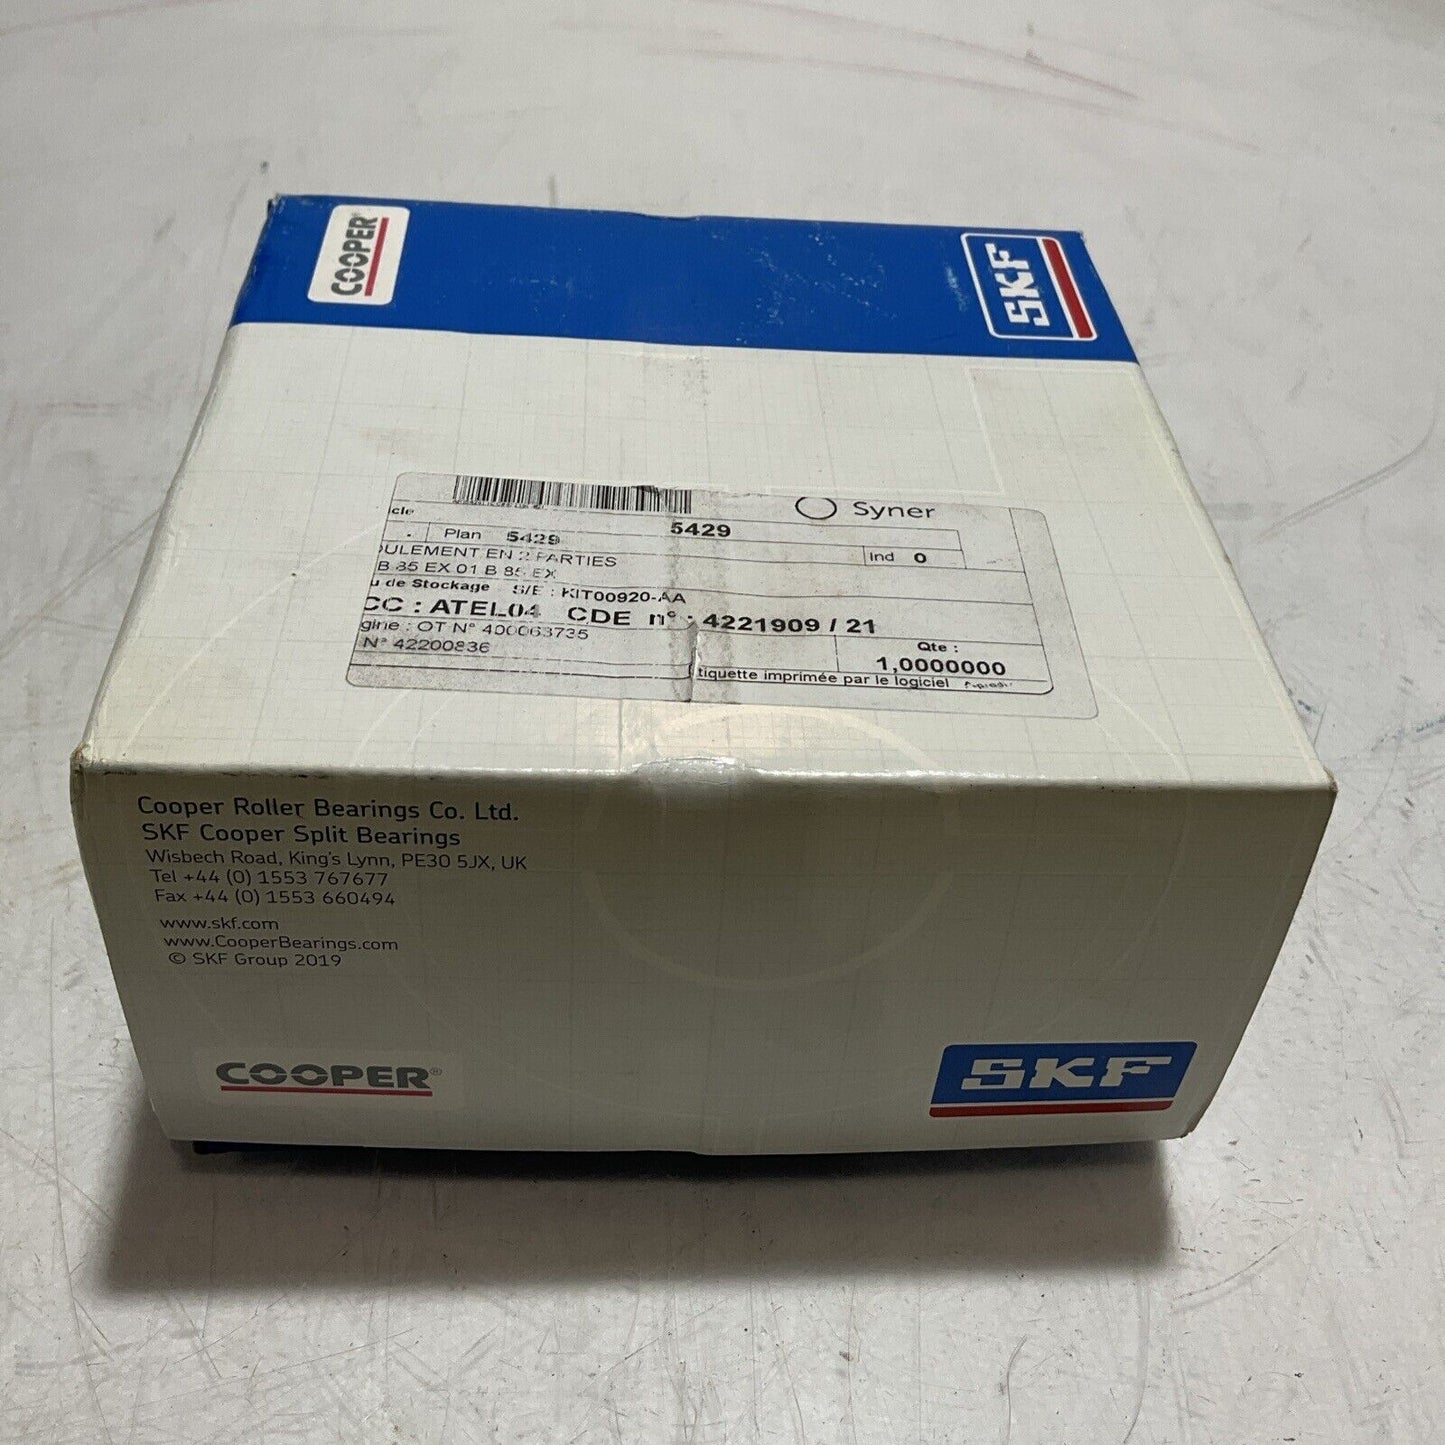 COOPER®
SKF
Syner
icle
5429
Plan 5429
Ind 0
OULEMENT EN 2 PARTIES
B 85 EX 01 B 85 EX
u de Stockage S/E : KIT00920-AA
CC : ATEL04 CDE n° : 4221909 / 21
gine : OT N° 400063735
N° 42200836
Qte :
1,0000000
tiquette imprimée par le logiciel
Cooper Roller Bearings Co. Ltd.
SKF Cooper Split Bearings
Wisbech Road, King's Lynn, PE30 5JX, UK
Tel +44 (0) 1553 767677
Fax +44 (0) 1553 660494
www.skf.com
www.CooperBearings.com
© SKF Group 2019
COOPER®
SKF